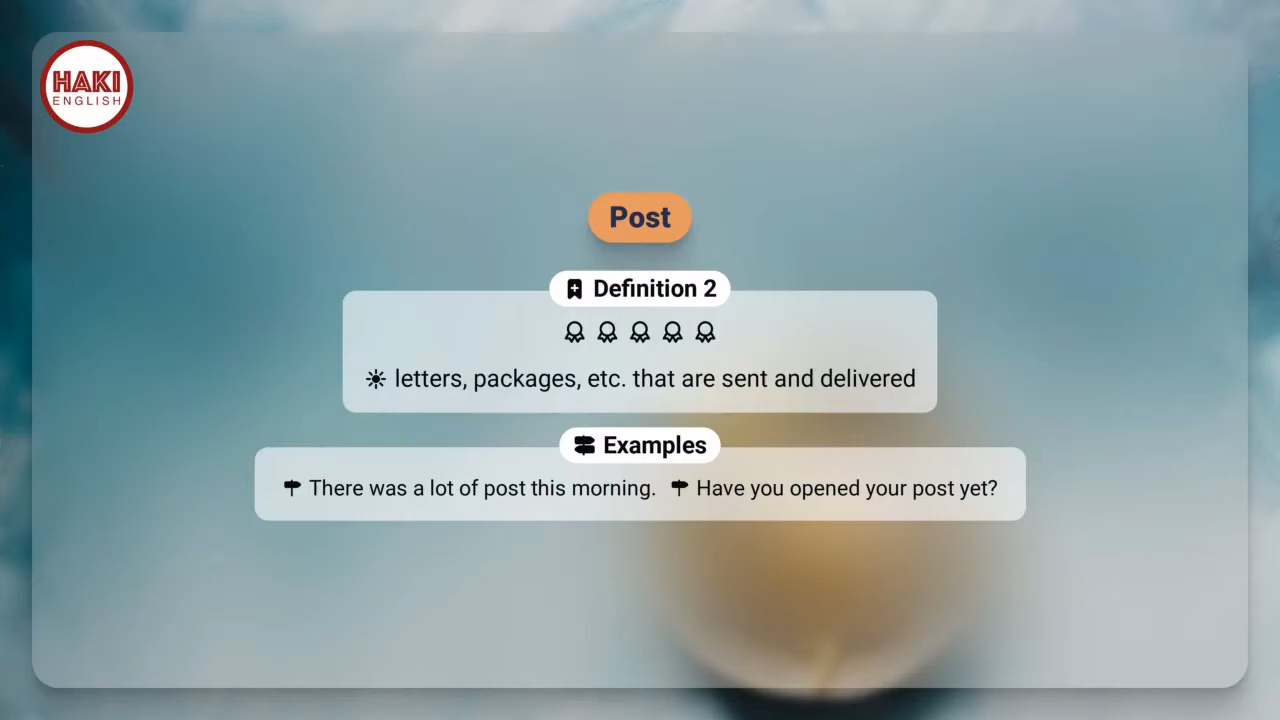 HAKI
ENGLISH
Post
Definition 2
letters, packages, etc. that are sent and delivered
Examples
There was a lot of post this morning. Have you opened your post yet?